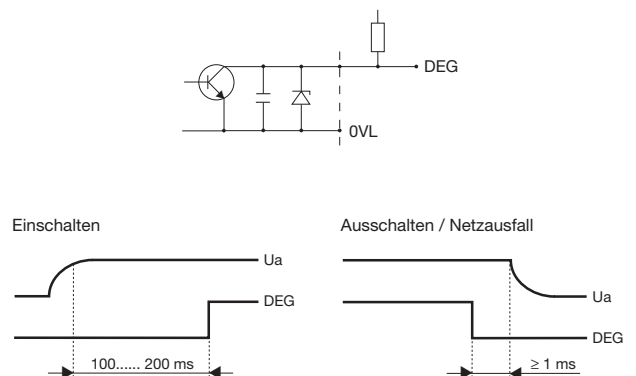 DEG
0VL
Einschalten
Ausschalten / Netzausfall
Ua
DEG
Ua
DEG
100...... 200 ms
≥ 1 ms